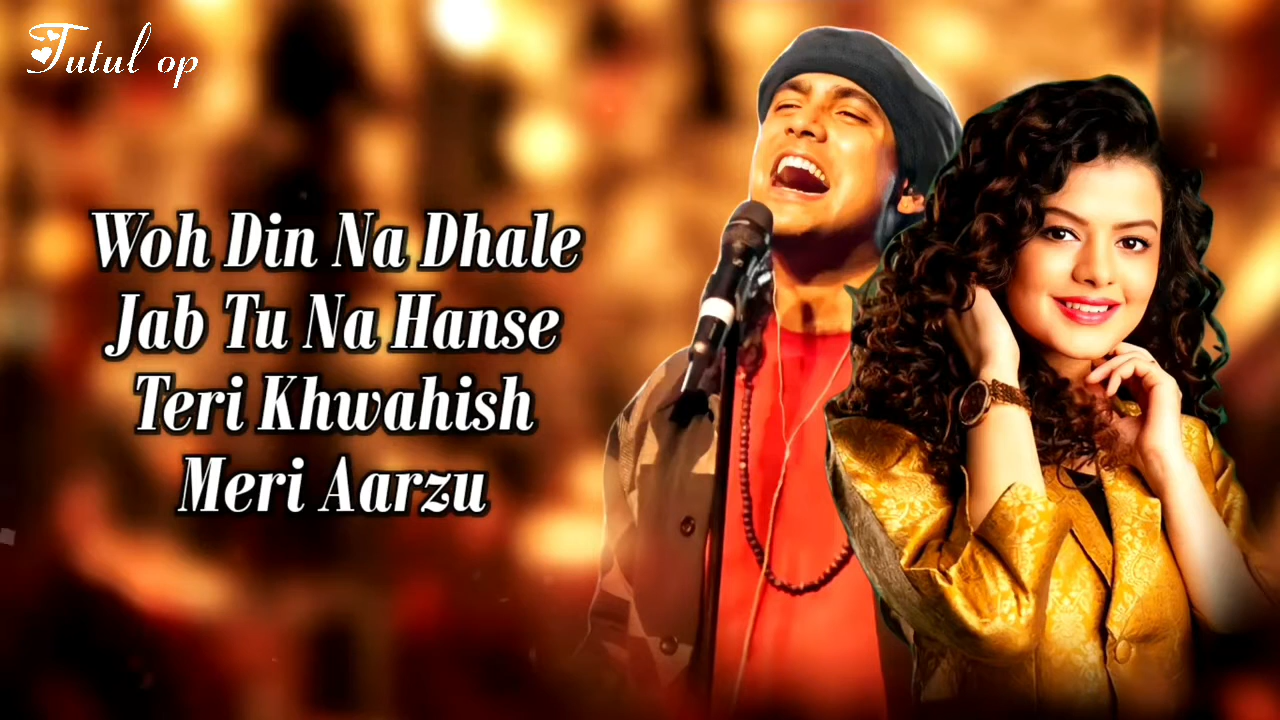 Tutul op
Woh Din Na Dhale
Jab Tu Na Hanse
Teri Khwahish
Meri Aarzu